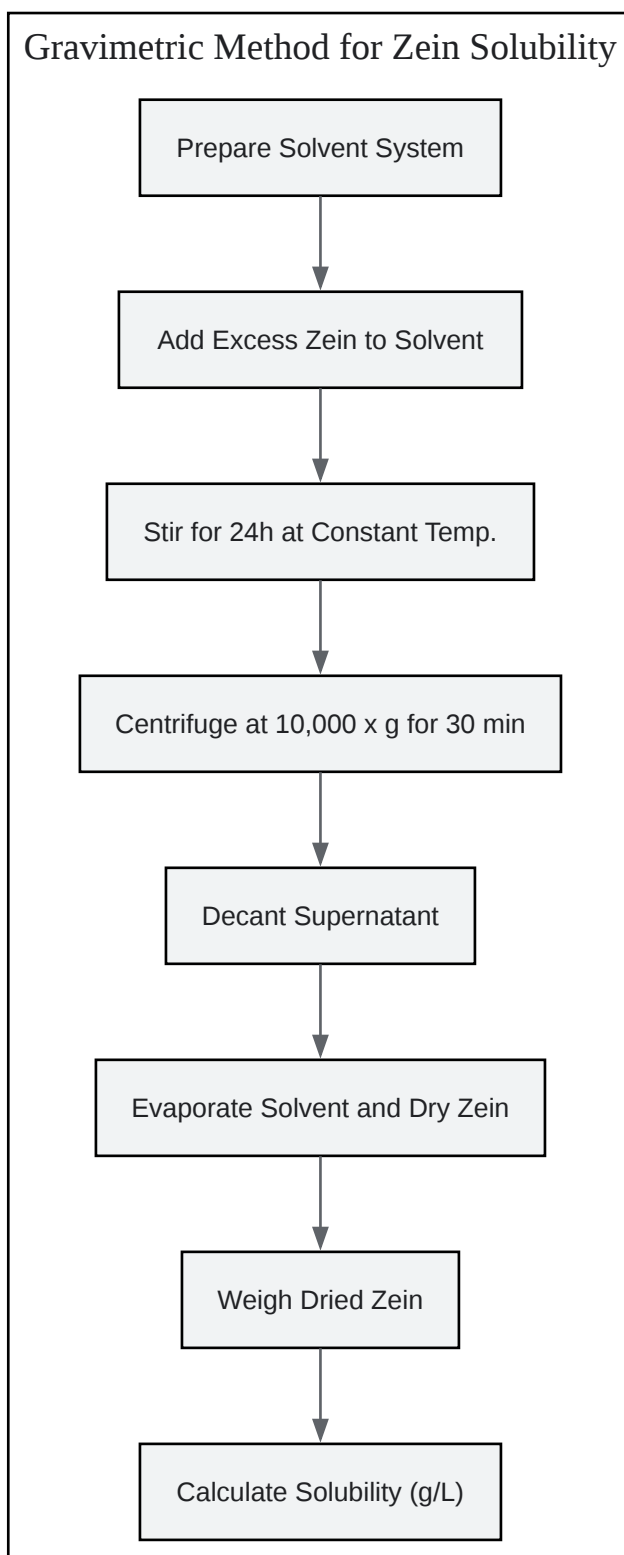 Gravimetric Method for Zein Solubility
Prepare Solvent System
Add Excess Zein to Solvent
Stir for 24h at Constant Temp.
Centrifuge at 10,000 x g for 30 min
Decant Supernatant
Evaporate Solvent and Dry Zein
Weigh Dried Zein
Calculate Solubility (g/L)